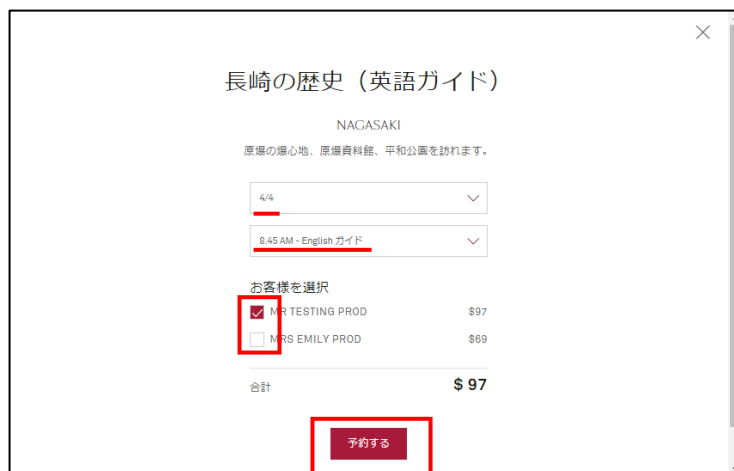 長崎の歴史（英語ガイド）
NAGASAKI
原爆の爆心地、原爆資料館、平和公園を訪れます。
4/4
8.45 AM - English ガイド
お客様を選択
MR TESTING PROD $97
MRS EMILY PROD $69
合計 $ 97
予約する